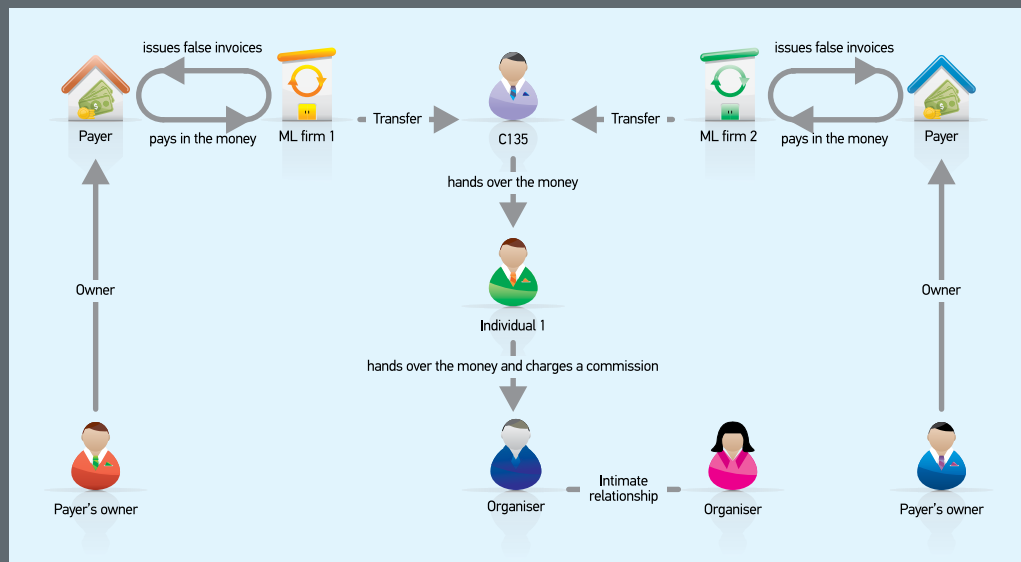 issues false invoices
issues false invoices
Payer
pays in the money
ML firm 1
Transfer
C135
Transfer
ML firm 2
pays in the money
Payer
hands over the money
Owner
Owner
Individual 1
hands over the money and charges a commission
Payer's owner
Organiser
Intimate
relationship
Organiser
Payer's owner